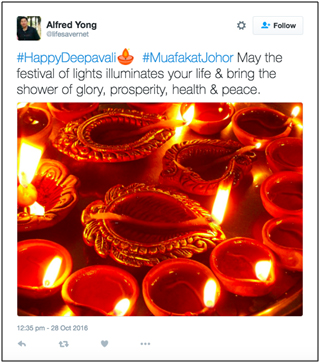 Alfred Yong
@lifesavernet
Follow
#HappyDeepavali #MuafakatJohor May the
festival of lights illuminates your life & bring the
shower of glory, prosperity, health & peace.
12:35 pm - 28 Oct 2016